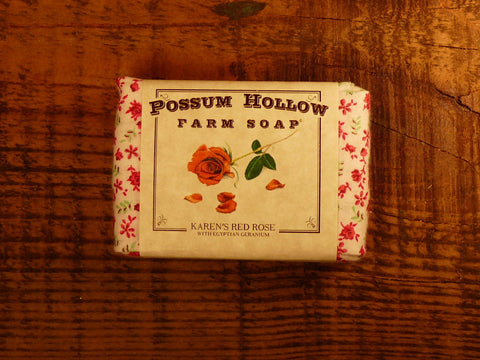 POSSUM HOLLOW
FARM SOAP
KAREN'S RED ROSE
WITH EGYPTIAN GERANIUM